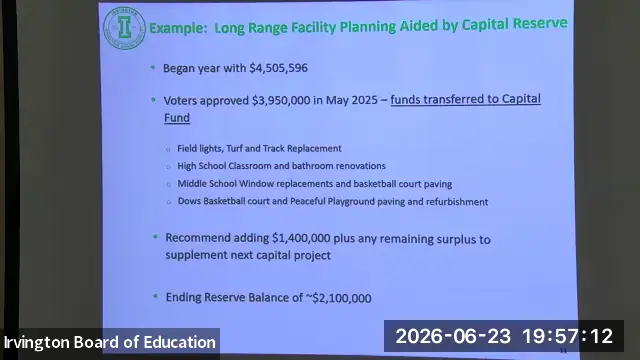 IRVINGTON
I
Example: Long Range Facility Planning Aided by Capital Reserve
• Began year with $4,505,596
• Voters approved $3,950,000 in May 2025 – funds transferred to Capital
Fund
○ Field lights, Turf and Track Replacement
○ High School Classroom and bathroom renovations
○ Middle School Window replacements and basketball court paving
○ Dows Basketball court and Peaceful Playground paving and refurbishment
• Recommend adding $1,400,000 plus any remaining surplus to
supplement next capital project
• Ending Reserve Balance of ~$2,100,000
Irvington Board of Education
2026-06-23 19:57:12